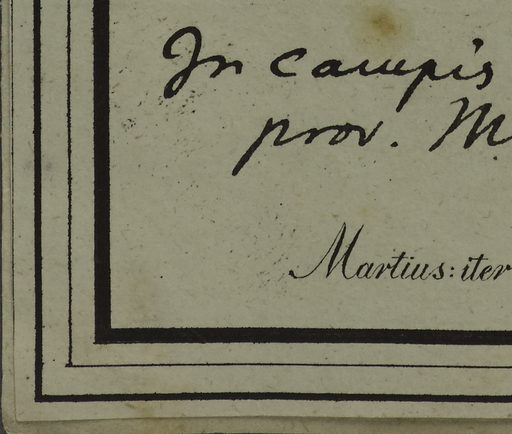 In campis
prov. M
Martius: iter